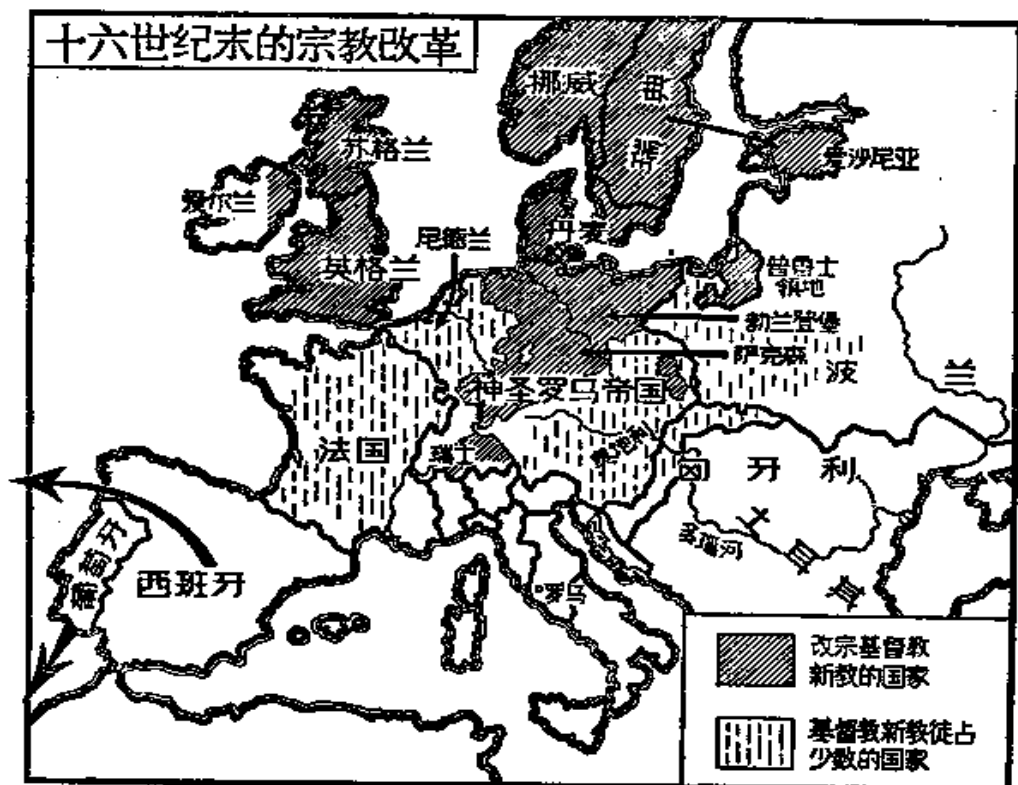 十六世纪末的宗教改革
挪威
瑞典
苏格兰
爱沙尼亚
爱尔兰
丹麦
尼德兰
英格兰
普鲁士
领地
勃兰登堡
萨克森
波兰
神圣罗马帝国
法国
瑞士
奥地利
匈牙利
土耳其
多瑙河
葡萄牙
西班牙
罗马
改宗基督教
新教的国家
基督教新教徒占
少数的国家